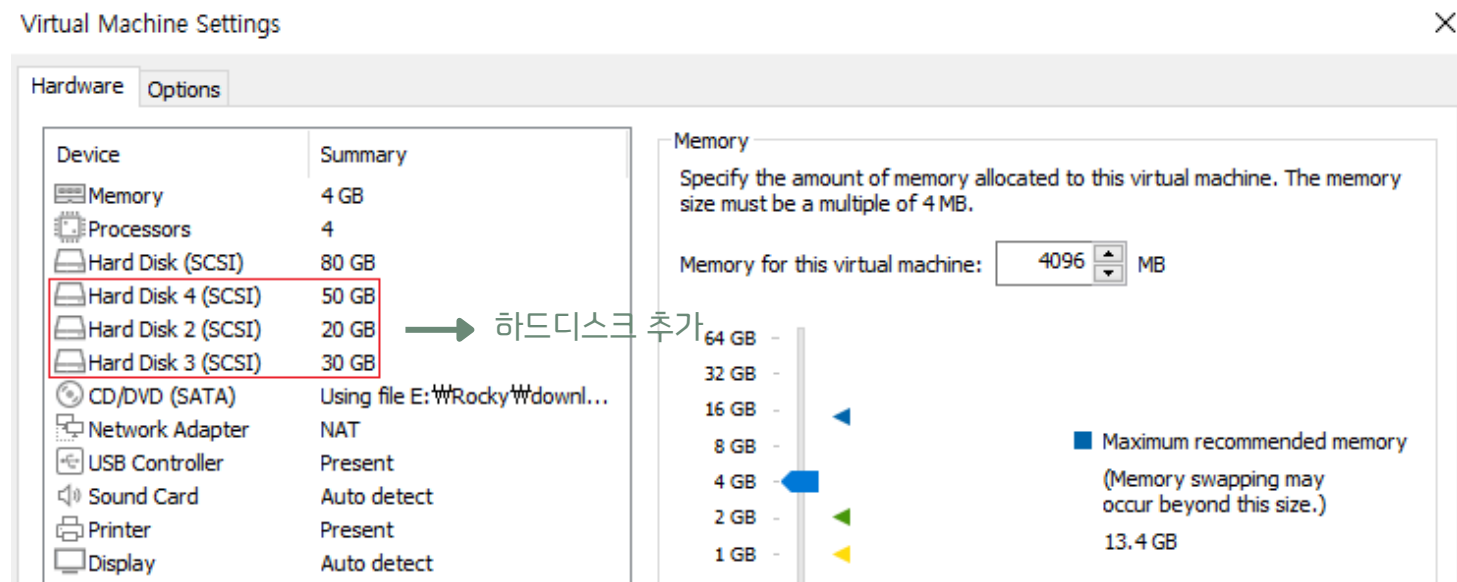 Virtual Machine Settings
Hardware Options
Device Summary
Memory 4 GB
Processors 4
Hard Disk (SCSI) 80 GB
Hard Disk 4 (SCSI) 50 GB
Hard Disk 2 (SCSI) 20 GB
Hard Disk 3 (SCSI) 30 GB
CD/DVD (SATA) Using file E:₩Rocky₩downl...
Network Adapter NAT
USB Controller Present
Sound Card Auto detect
Printer Present
Display Auto detect
하드디스크 추가
Memory
Specify the amount of memory allocated to this virtual machine. The memory
size must be a multiple of 4 MB.
Memory for this virtual machine: 4096 MB
64 GB
32 GB
16 GB
8 GB
4 GB
2 GB
1 GB
Maximum recommended memory
(Memory swapping may
occur beyond this size.)
13.4 GB